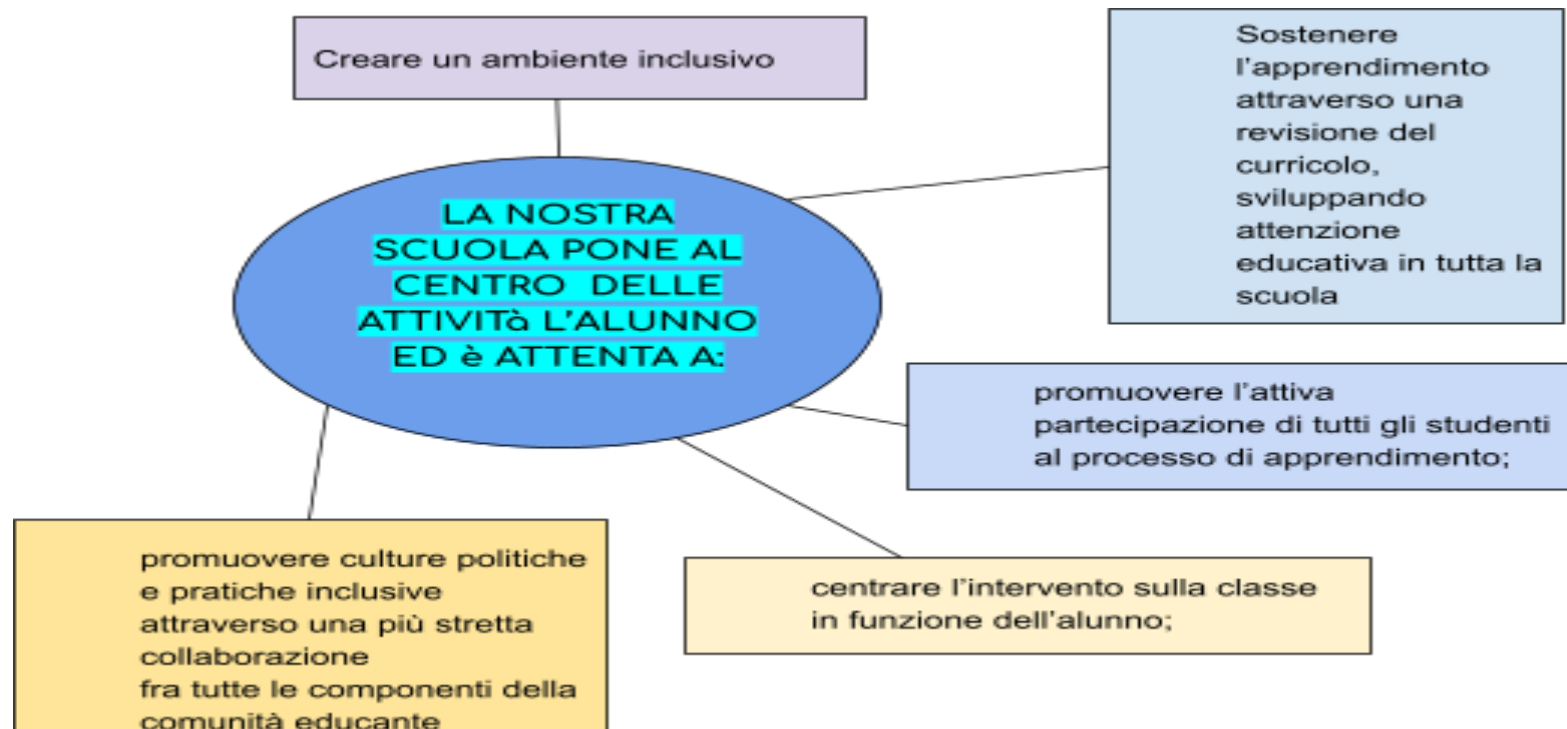 Creare un ambiente inclusivo
Sostenere
l'apprendimento
attraverso una
revisione del
curricolo,
sviluppando
attenzione
educativa in tutta la
scuola
LA NOSTRA
SCUOLA PONE AL
CENTRO DELLE
ATTIVITà L'ALUNNO
ED è ATTENTA A:
promuovere l'attiva
partecipazione di tutti gli studenti
al processo di apprendimento;
centrare l'intervento sulla classe
in funzione dell'alunno;
promuovere culture politiche
e pratiche inclusive
attraverso una più stretta
collaborazione
fra tutte le componenti della
comunità educante